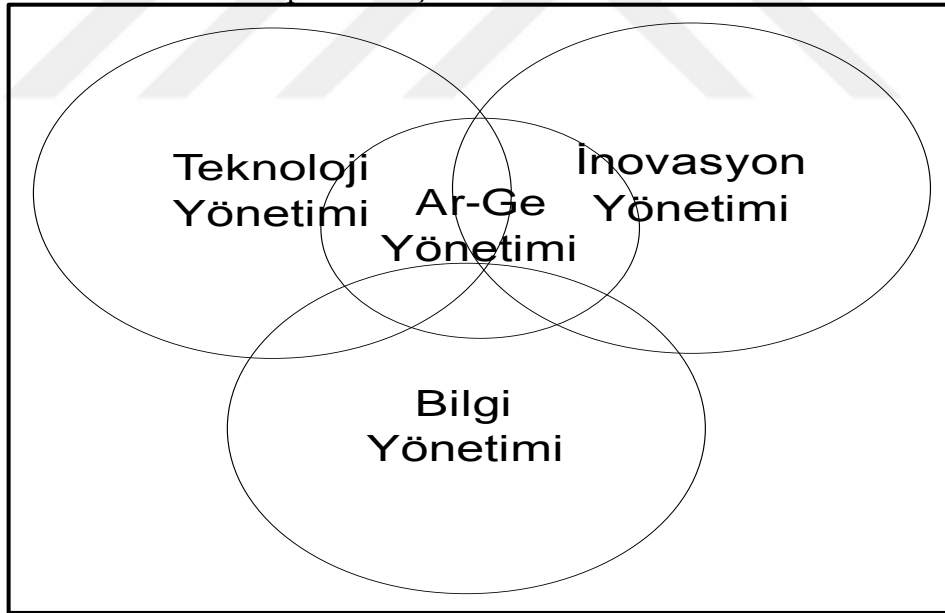 Teknoloji
Yönetimi
Ar-Ge
Yönetimi
İnovasyon
Yönetimi
Bilgi
Yönetimi